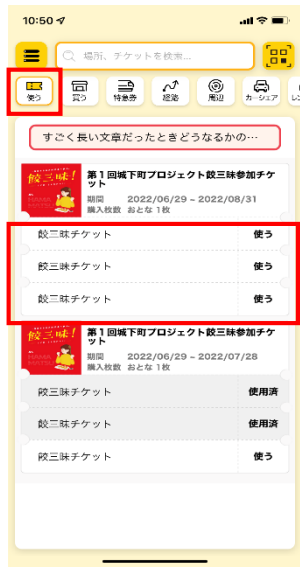 10:50
場所、チケットを検索...
使う
買う
特急券
経路
周辺
カーシェア
すごく長い文章だったときどうなるかの…
餃三昧!
第1回城下町プロジェクト餃三昧参加チケ
ット
期間 2022/06/29 ~ 2022/08/31
購入枚数 おとな 1枚
餃三昧チケット 使う
餃三昧チケット 使う
餃三昧チケット 使う
餃三昧!
第1回城下町プロジェクト餃三昧参加チケ
ット
期間 2022/06/29 ~ 2022/07/28
購入枚数 おとな 1枚
餃三昧チケット 使用済
餃三昧チケット 使用済
餃三昧チケット 使う